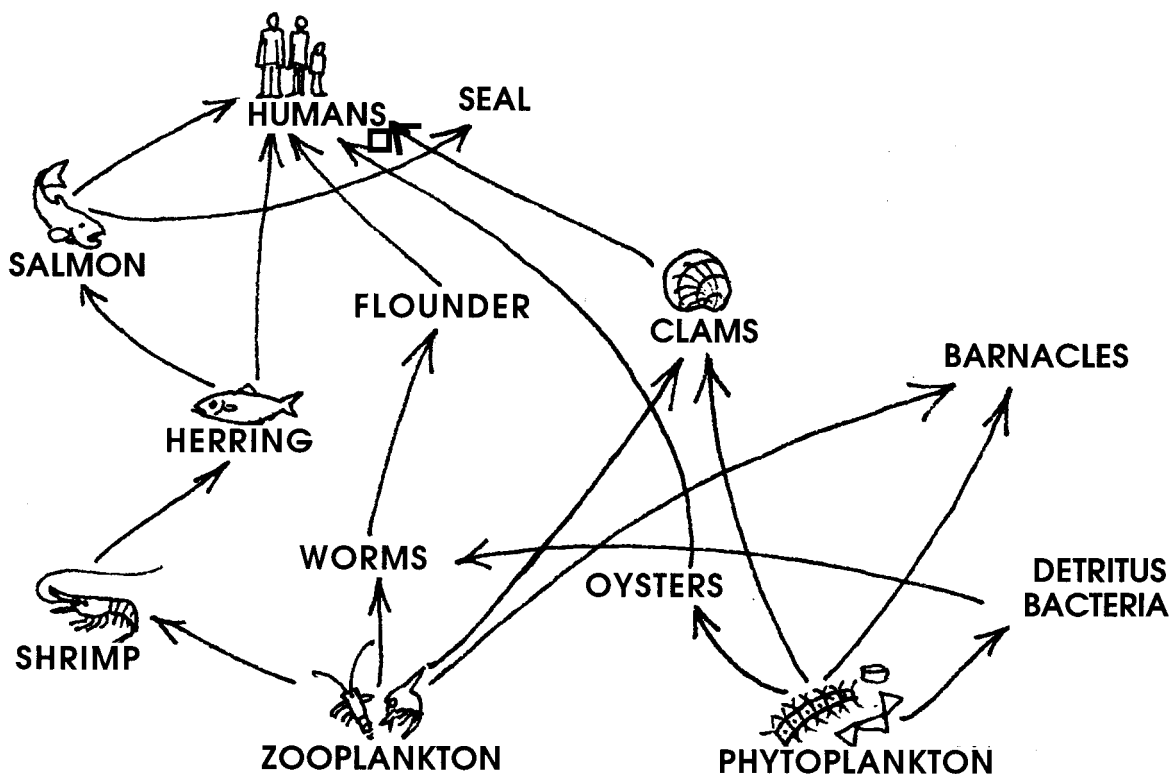 HUMANS
SEAL
SALMON
FLOUNDER
CLAMS
BARNACLES
HERRING
WORMS
OYSTERS
DETRITUS
BACTERIA
SHRIMP
ZOOPLANKTON
PHYTOPLANKTON